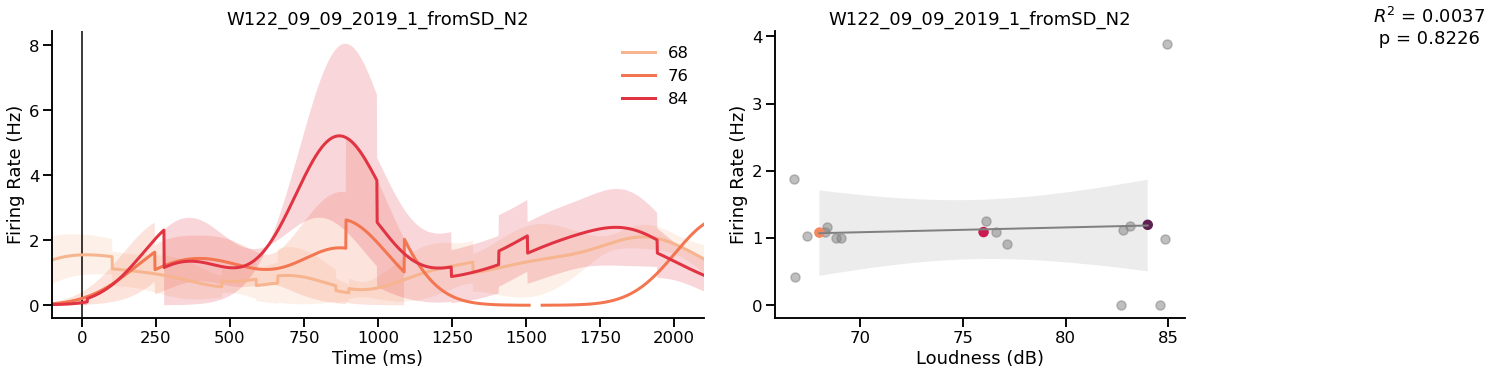 W122_09_09_2019_1_fromSD_N2
8
6
4
2
0
Firing Rate (Hz)
68
76
84
0 250 500 750 1000 1250 1500 1750 2000
Time (ms)
W122_09_09_2019_1_fromSD_N2
4
3
2
1
0
Firing Rate (Hz)
70 75 80 85
Loudness (dB)
R² = 0.0037
p = 0.8226